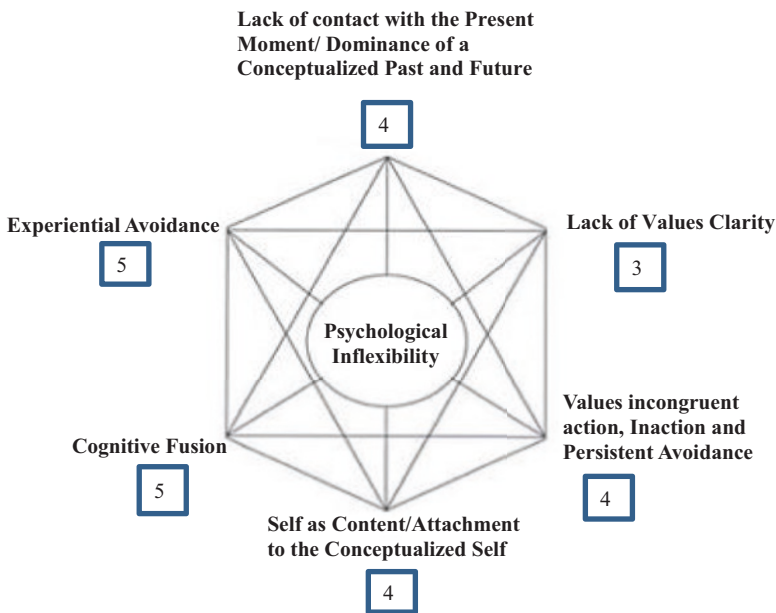 Lack of contact with the Present
Moment/ Dominance of a
Conceptualized Past and Future
4
Experiential Avoidance
5
Lack of Values Clarity
3
Psychological
Inflexibility
Cognitive Fusion
5
Values incongruent
action, Inaction and
Persistent Avoidance
4
Self as Content/Attachment
to the Conceptualized Self
4